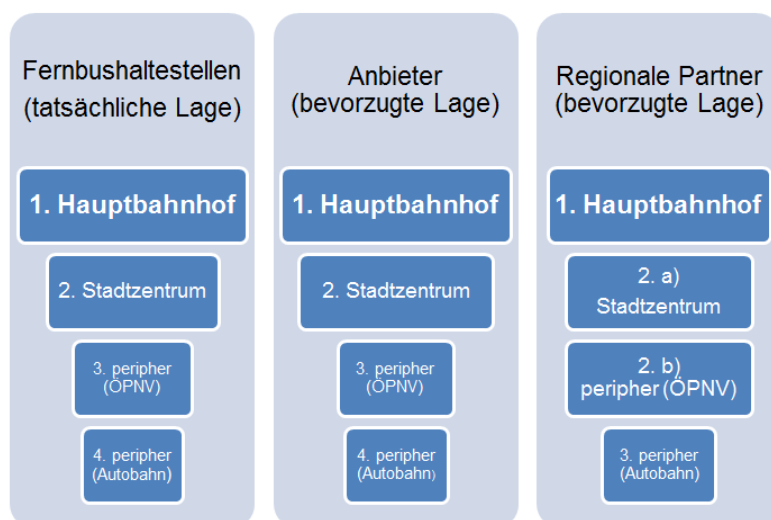 Fernbushaltestellen
(tatsächliche Lage)
1. Hauptbahnhof
2. Stadtzentrum
3. peripher
(ÖPNV)
4. peripher
(Autobahn)
Anbieter
(bevorzugte Lage)
1. Hauptbahnhof
2. Stadtzentrum
3. peripher
(ÖPNV)
4. peripher
(Autobahn)
Regionale Partner
(bevorzugte Lage)
1. Hauptbahnhof
2. a)
Stadtzentrum
2. b)
peripher (ÖPNV)
3. peripher
(Autobahn)